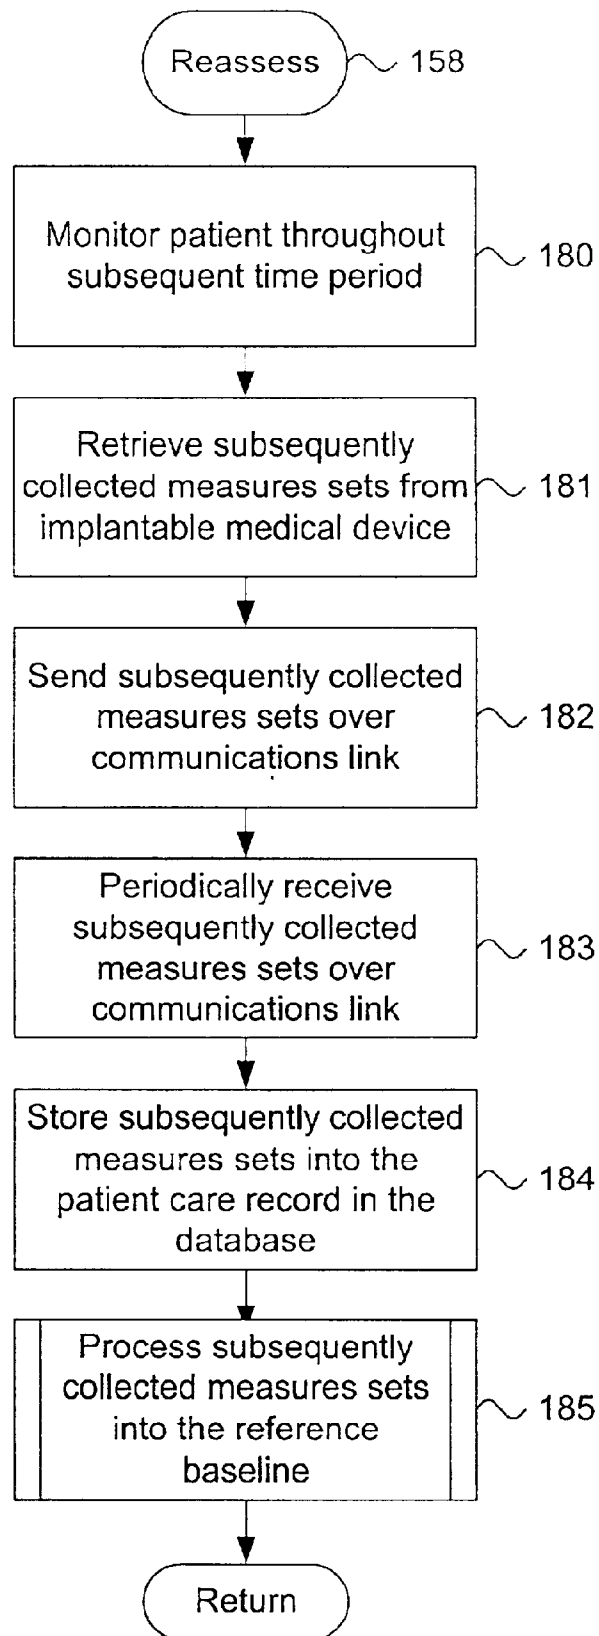 Reassess 158
Monitor patient throughout
subsequent time period
180
Retrieve subsequently
collected measures sets from
implantable medical device
181
Send subsequently collected
measures sets over
communications link
182
Periodically receive
subsequently collected
measures sets over
communications link
183
Store subsequently collected
measures sets into the
patient care record in the
database
184
Process subsequently
collected measures sets
into the reference
baseline
185
Return